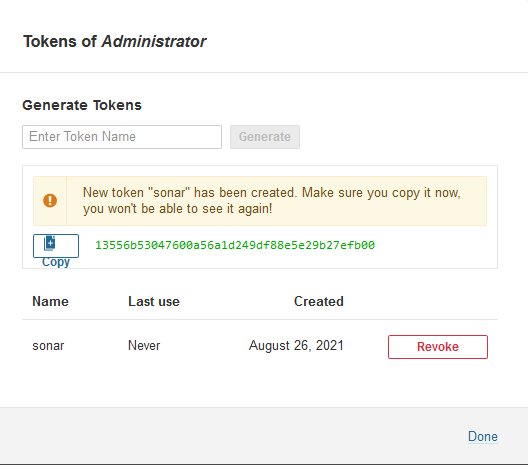 Tokens of Administrator
Generate Tokens
Enter Token Name
Generate
New token "sonar" has been created. Make sure you copy it now,
you won't be able to see it again!
Copy
13556b53047600a56a1d249df88e5e29b27efb00
Name Last use Created
sonar Never August 26, 2021 Revoke
Done